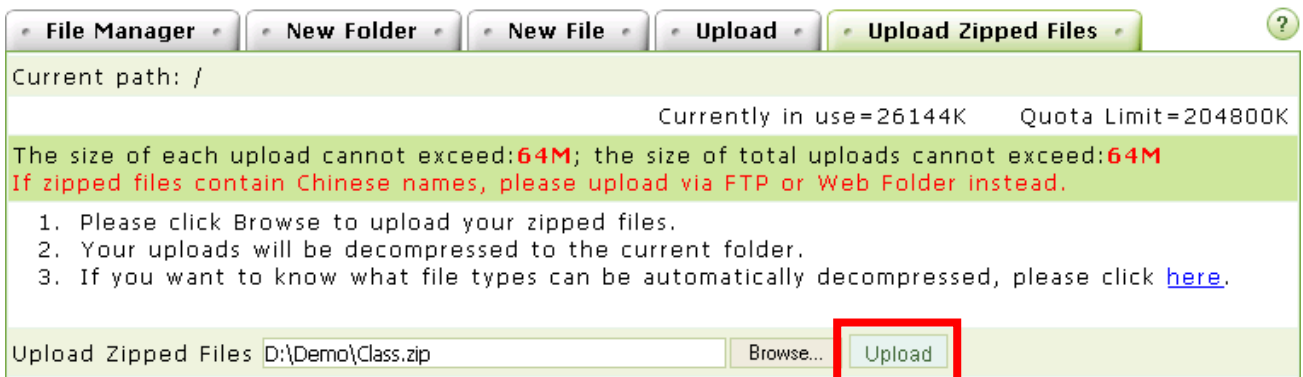 File Manager New Folder New File Upload Upload Zipped Files ?
Current path: /
Currently in use=26144K Quota Limit=204800K
The size of each upload cannot exceed:64M; the size of total uploads cannot exceed:64M
If zipped files contain Chinese names, please upload via FTP or Web Folder instead.
1. Please click Browse to upload your zipped files.
2. Your uploads will be decompressed to the current folder.
3. If you want to know what file types can be automatically decompressed, please click here.
Upload Zipped Files D:\Demo\Class.zip Browse... Upload